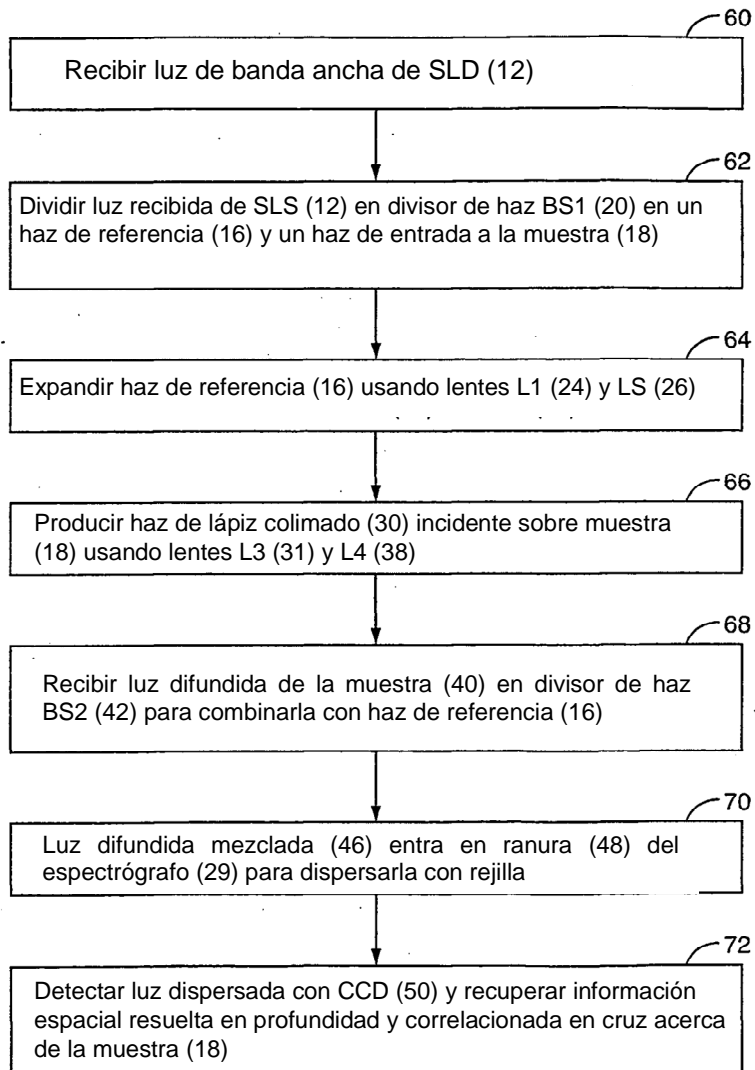 60
Recibir luz de banda ancha de SLD (12)
62
Dividir luz recibida de SLS (12) en divisor de haz BS1 (20) en un
haz de referencia (16) y un haz de entrada a la muestra (18)
64
Expandir haz de referencia (16) usando lentes L1 (24) y LS (26)
66
Producir haz de lápiz colimado (30) incidente sobre muestra
(18) usando lentes L3 (31) y L4 (38)
68
Recibir luz difundida de la muestra (40) en divisor de haz
BS2 (42) para combinarla con haz de referencia (16)
70
Luz difundida mezclada (46) entra en ranura (48) del
espectrógrafo (29) para dispersarla con rejilla
72
Detectar luz dispersada con CCD (50) y recuperar información
espacial resuelta en profundidad y correlacionada en cruz acerca
de la muestra (18)